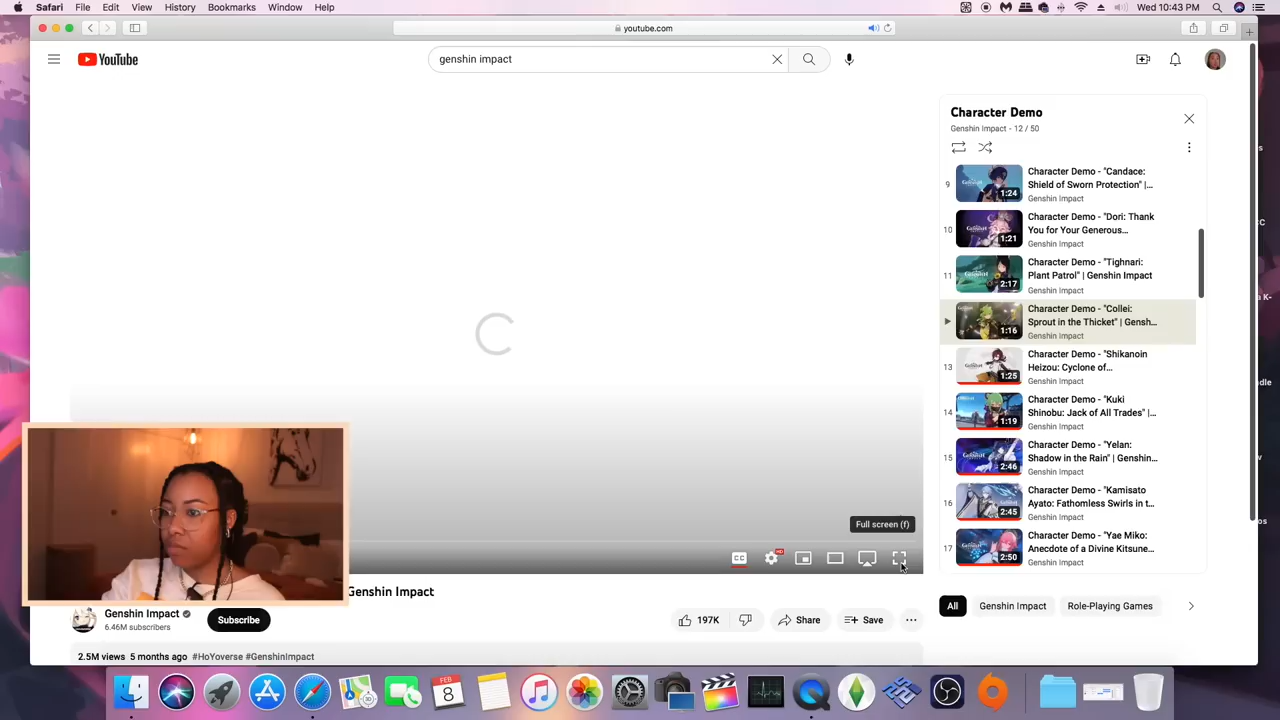 Safari File Edit View History Bookmarks Window Help Wed 10:43 PM
youtube.com
YouTube
genshin impact
Character Demo
Genshin Impact - 12 / 50
9
1:24
Character Demo - "Candace:
Shield of Sworn Protection" |...
Genshin Impact
10
1:21
Character Demo - "Dori: Thank
You for Your Generous...
Genshin Impact
11
2:17
Character Demo - "Tighnari:
Plant Patrol" | Genshin Impact
Genshin Impact
1:16
Character Demo - "Collei:
Sprout in the Thicket" | Gensh...
Genshin Impact
13
1:25
Character Demo - "Shikanoin
Heizou: Cyclone of...
Genshin Impact
14
1:19
Character Demo - "Kuki
Shinobu: Jack of All Trades" |...
Genshin Impact
15
2:46
Character Demo - "Yelan:
Shadow in the Rain" | Genshin...
Genshin Impact
16
2:45
Character Demo - "Kamisato
Ayato: Fathomless Swirls in t...
Genshin Impact
17
2:50
Character Demo - "Yae Miko:
Anecdote of a Divine Kitsune...
Genshin Impact
Full screen (f)
CC
HD
Genshin Impact
Genshin Impact
6.46M subscribers
Subscribe
197K
Share
Save
All
Genshin Impact
Role-Playing Games
2.5M views 5 months ago #HoYoverse #GenshinImpact
FEB
8